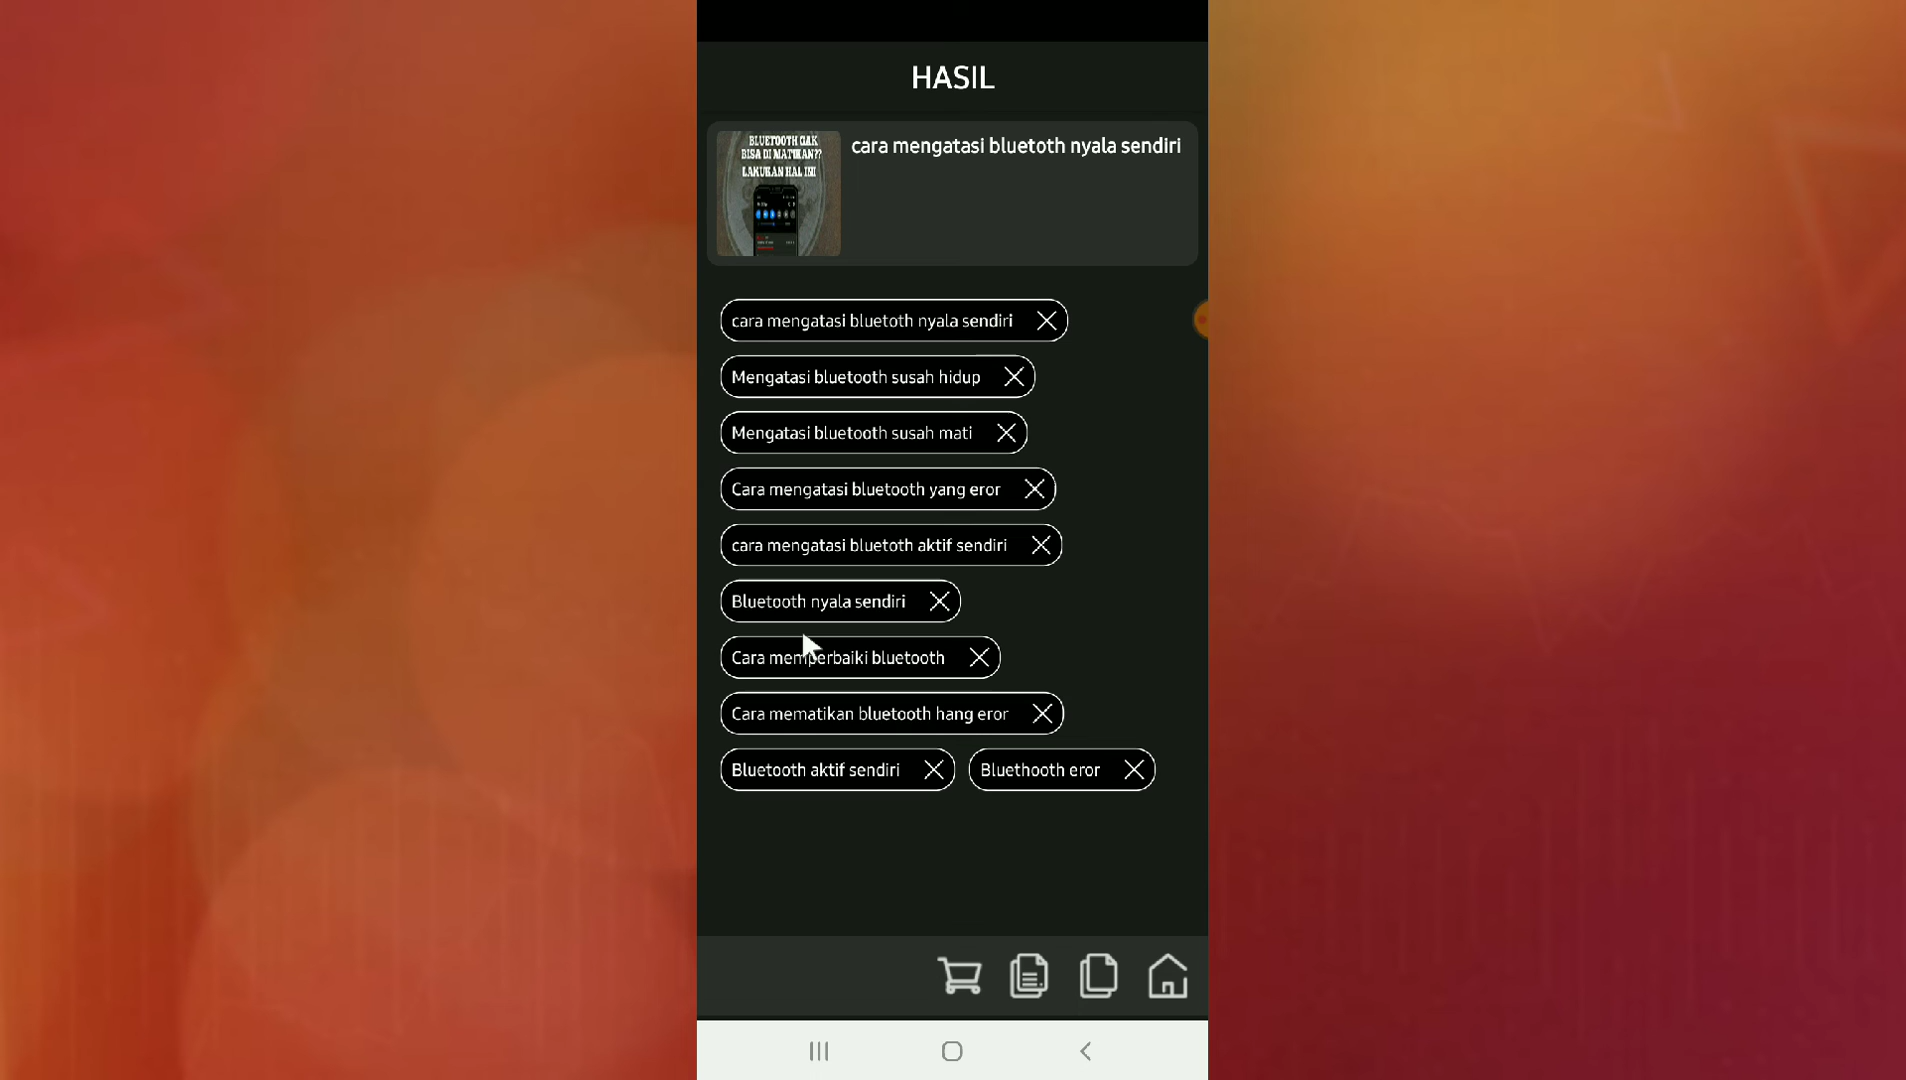 HASIL
BLUETOOTH GAK
BISA DI MATIKAN??
LAKUKAN HAL INI
cara mengatasi bluetoth nyala sendiri
cara mengatasi bluetoth nyala sendiri
Mengatasi bluetooth susah hidup
Mengatasi bluetooth susah mati
Cara mengatasi bluetooth yang eror
cara mengatasi bluetoth aktif sendiri
Bluetooth nyala sendiri
Cara memperbaiki bluetooth
Cara mematikan bluetooth hang eror
Bluetooth aktif sendiri
Bluethooth eror